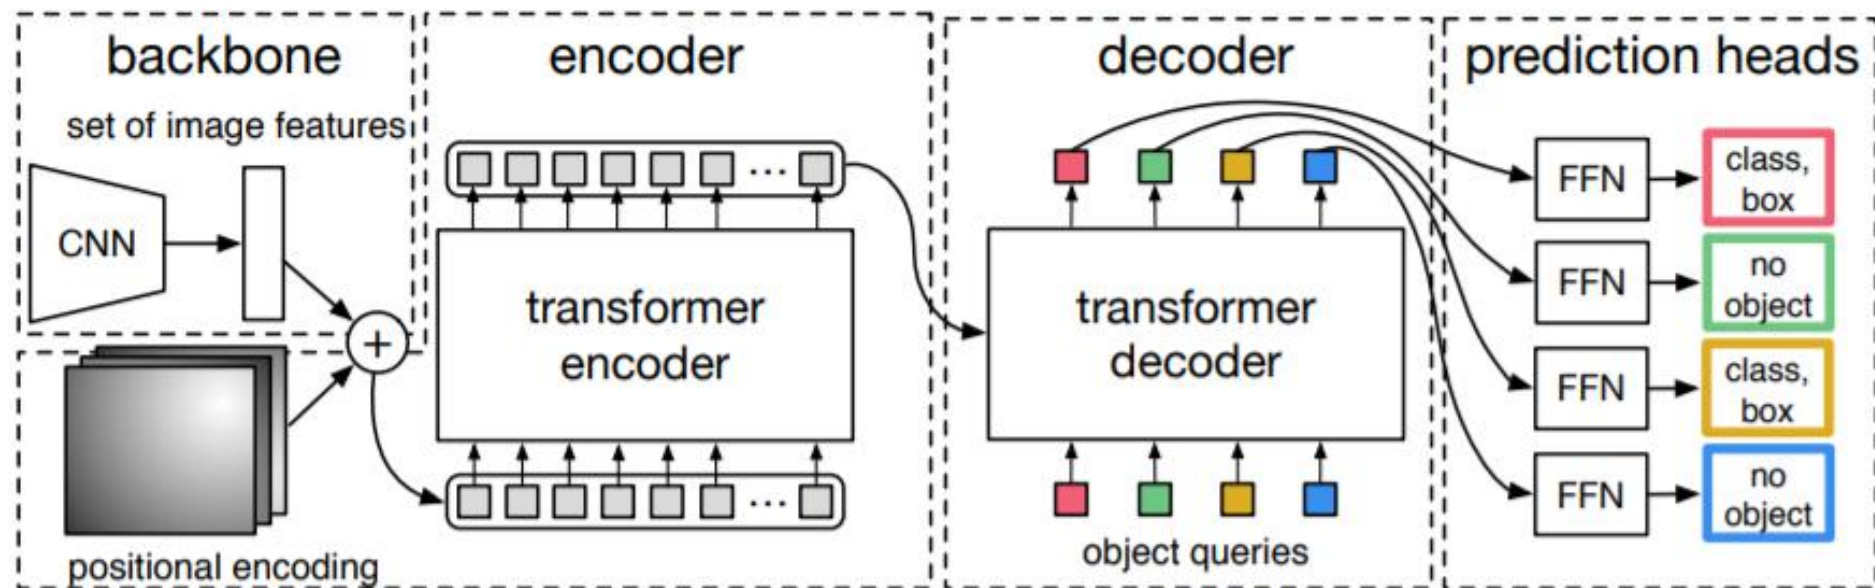 backbone
set of image features
CNN
+
positional encoding
encoder
...
transformer
encoder
...
decoder
transformer
decoder
object queries
prediction heads
FFN
class,
box
FFN
no
object
FFN
class,
box
FFN
no
object